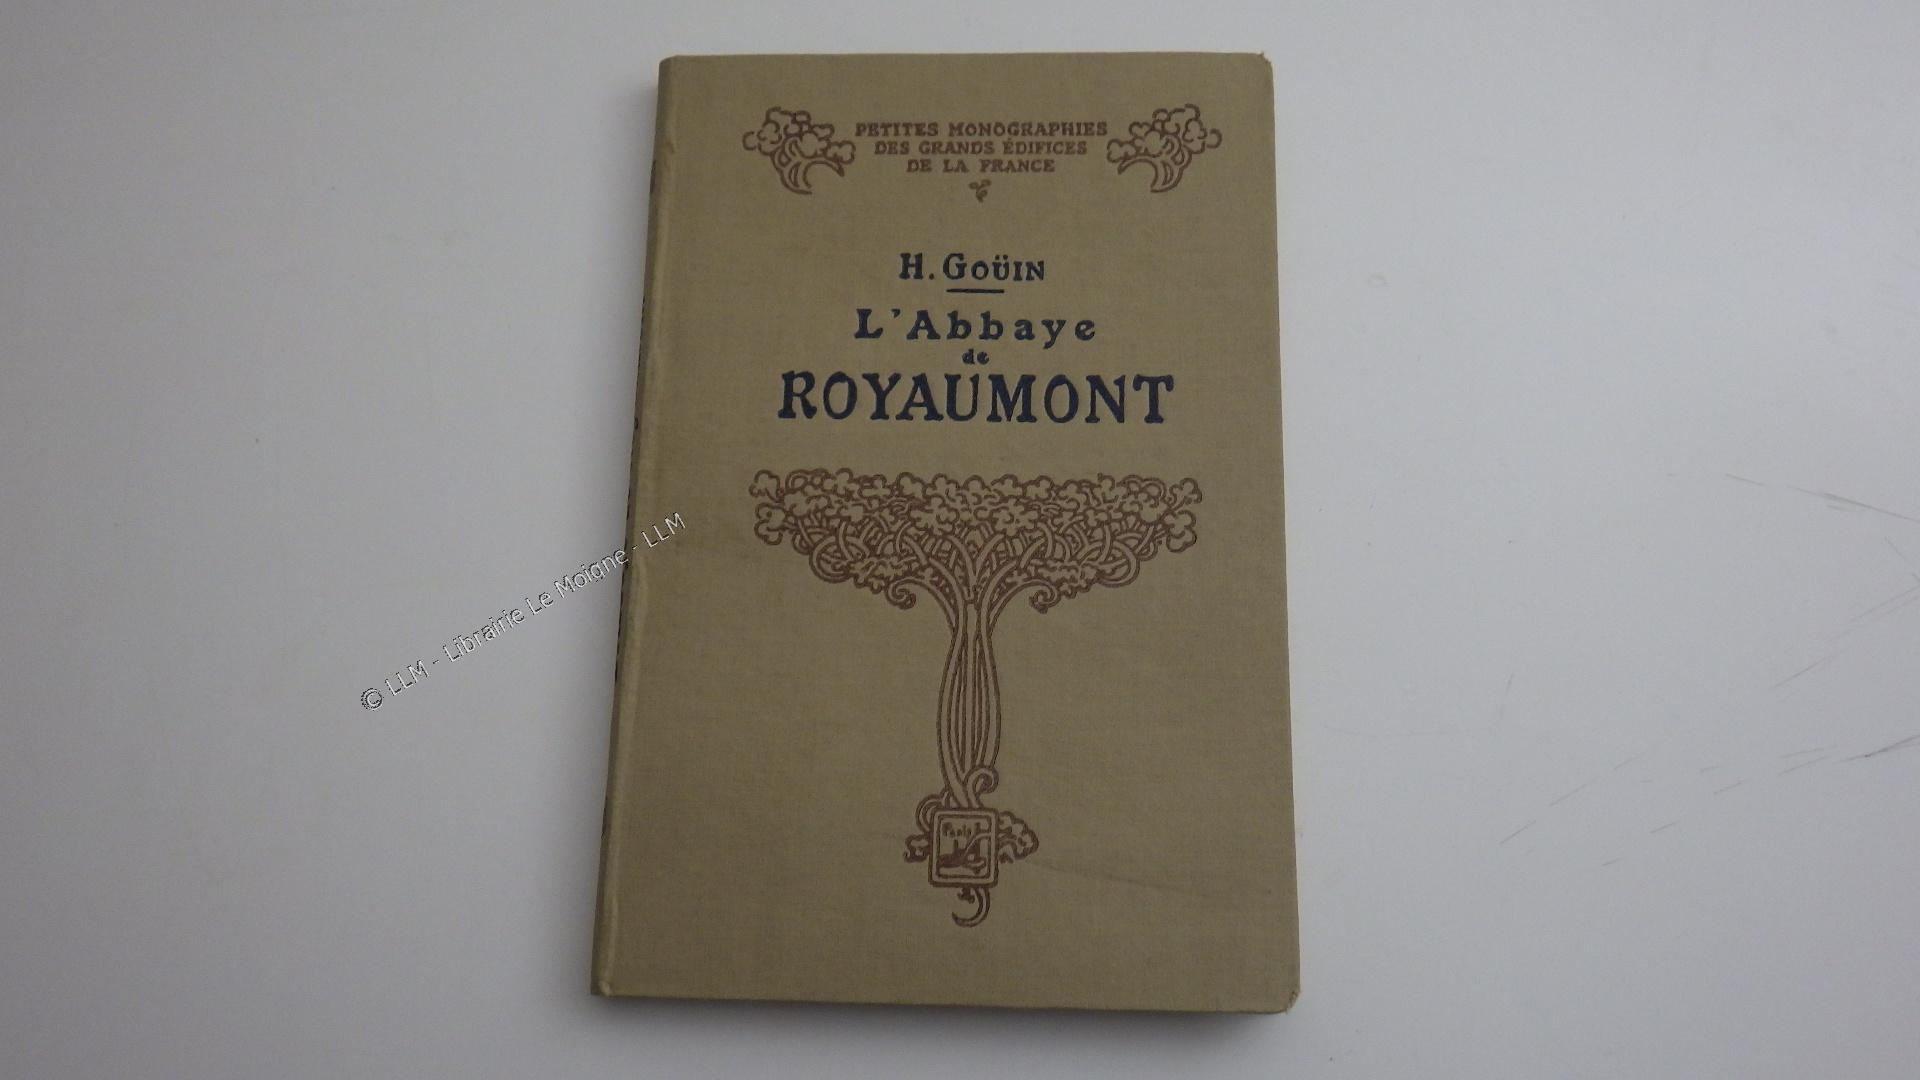 PETITES MONOGRAPHIES
DES GRANDS ÉDIFICES
DE LA FRANCE
H. GOÜIN
L'Abbaye
de
ROYAUMONT
© LLM - Librairie Le Moigne - LLM